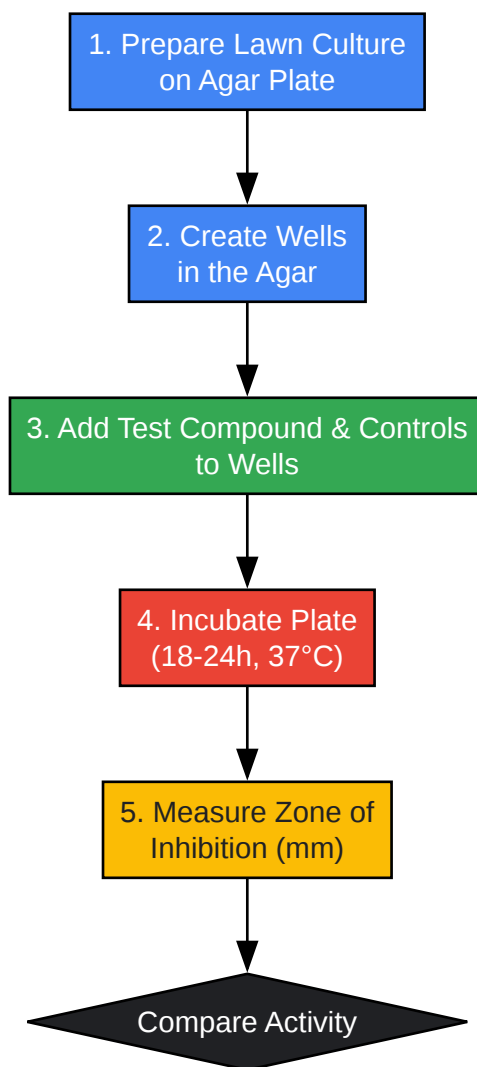 1. Prepare Lawn Culture
on Agar Plate
2. Create Wells
in the Agar
3. Add Test Compound & Controls
to Wells
4. Incubate Plate
(18-24h, 37°C)
5. Measure Zone of
Inhibition (mm)
Compare Activity